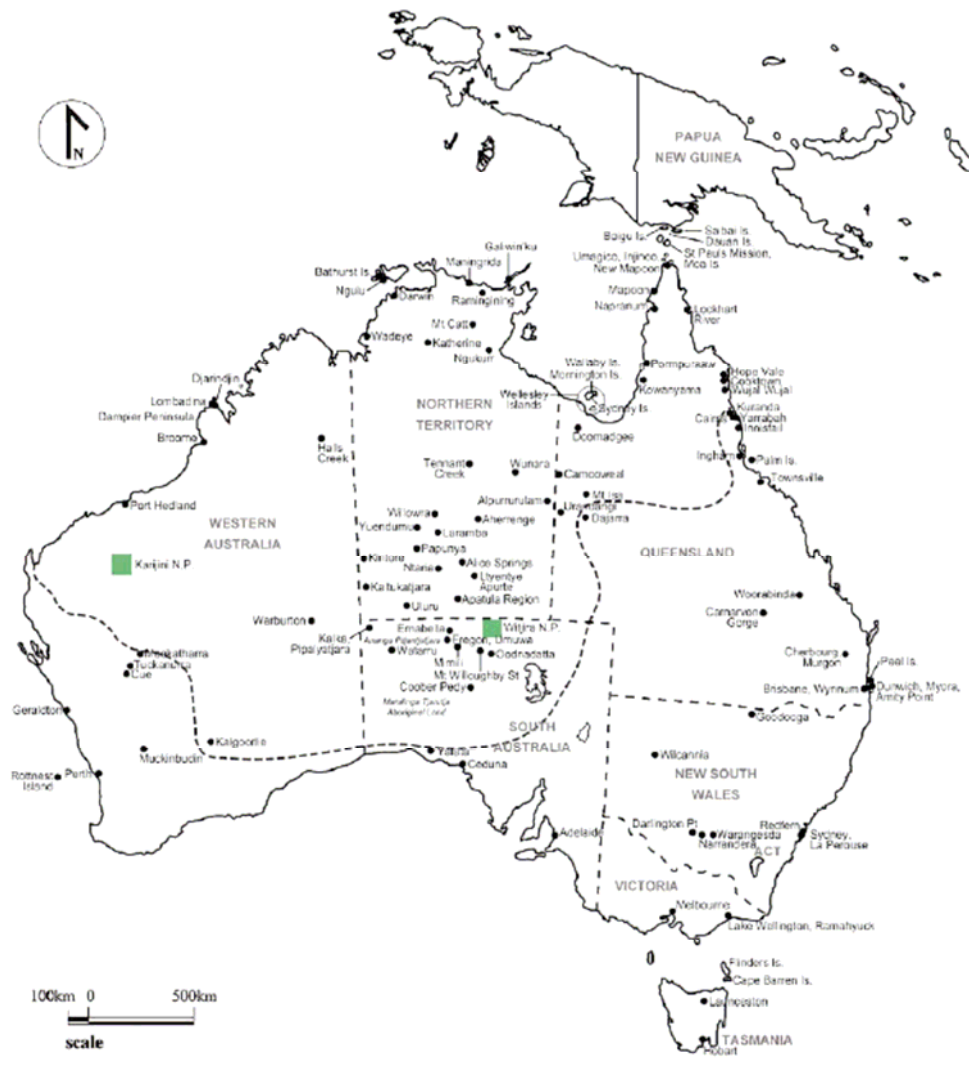 PAPUA
NEW GUINEA
N
Baigu Is.
Saibai Is.
Dauan Is.
St Pauls Mission,
Moa Is
Umagico, Injinoo
New Mapoon
Galiwin'ku
Maningrida
Bathurst Is.
Nguiu
Darwin
Ramingining
Mapoon
Napranum
Lockhart
River
Mt Catt
Wadeye
Katherine
Ngukurr
Wallaby Is.
Mornington Is.
Pormpuraaw
Kowanyama
Hope Vale
Cooktown
Wujal Wujal
Djarindjin
Lombadina
Dampier Peninsula
Broome
NORTHERN
TERRITORY
Wellesley
Islands
Sydney Is.
Kuranda
Cairns
Yarrabah
Innisfail
Doomadgee
Halls
Creek
Tennant
Creek
Wunara
Camooweal
Ingham
Palm Is.
Townsville
Port Hedland
WESTERN
AUSTRALIA
Alpurrurulam
Mt Isa
Urandangi
Dajarra
Willowra
Aherrenge
Yuendumu
Laramba
Papunya
QUEENSLAND
Karijini N.P.
Kintore
Ntaria
Alice Springs
Ltyentye
Apurte
Kaltukatjara
Apatula Region
Uluru
Woorabinda
Carnarvon
Gorge
Warburton
Kalka
Pipalyatjara
Ernabella
Witjira N.P.
Fregon, Umuwa
Watarru
Mimili
Oodnadatta
Mt Willoughby St
Coober Pedy
Aboriginal Land
Cherbourg
Murgon
Peel Is.
Brisbane, Wynnum
Dunwich, Myora,
Amity Point
Meekatharra
Tuckanarra
Cue
Geraldton
Kalgoorlie
Muckinbudin
Rottnest
Island
Perth
SOUTH
AUSTRALIA
Yalata
Ceduna
Goodooga
Wilcannia
NEW SOUTH
WALES
Darlington Pt
Warangesda
Narrandera
Redfern
Sydney,
La Perouse
ACT
Adelaide
VICTORIA
Melbourne
Lake Wellington, Ramahyuck
Flinders Is.
Cape Barren Is.
Launceston
TASMANIA
Hobart
100km 0 500km
scale